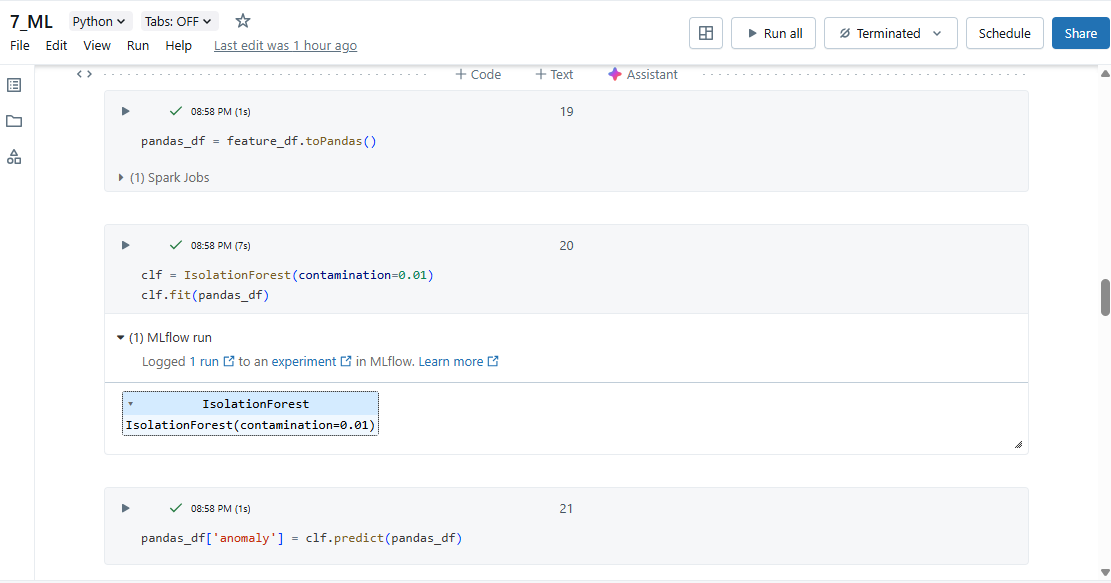 7_ML Python Tabs: OFF
File Edit View Run Help Last edit was 1 hour ago
Run all Terminated Schedule Share
+ Code + Text Assistant
08:58 PM (1s) 19
pandas_df = feature_df.toPandas()
(1) Spark Jobs
08:58 PM (7s) 20
clf = IsolationForest(contamination=0.01)
clf.fit(pandas_df)
(1) MLflow run
Logged 1 run to an experiment in MLflow. Learn more
IsolationForest
IsolationForest(contamination=0.01)
08:58 PM (1s) 21
pandas_df['anomaly'] = clf.predict(pandas_df)